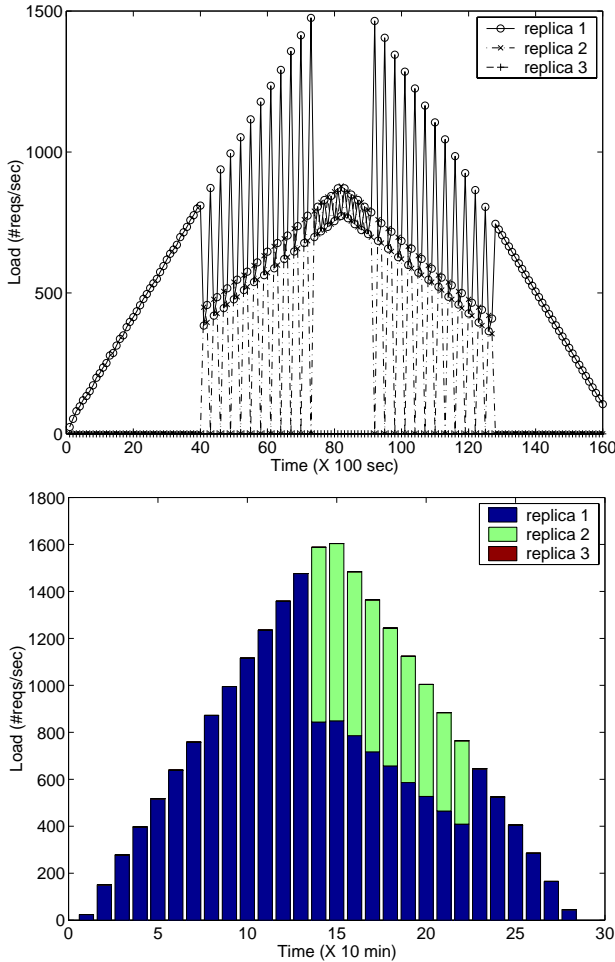 1500
1000
500
0
Load (#reqs/sec)
replica 1
replica 2
replica 3
0 20 40 60 80 100 120 140 160
Time (X 100 sec)
1800
1600
1400
1200
1000
800
600
400
200
0
Load (#reqs/sec)
replica 1
replica 2
replica 3
0 5 10 15 20 25 30
Time (X 10 min)